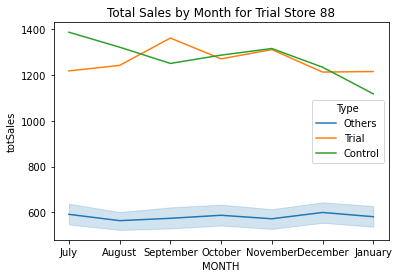 Total Sales by Month for Trial Store 88
1400
1200
1000
800
600
totSales
Type
Others
Trial
Control
July August September October November December January
MONTH